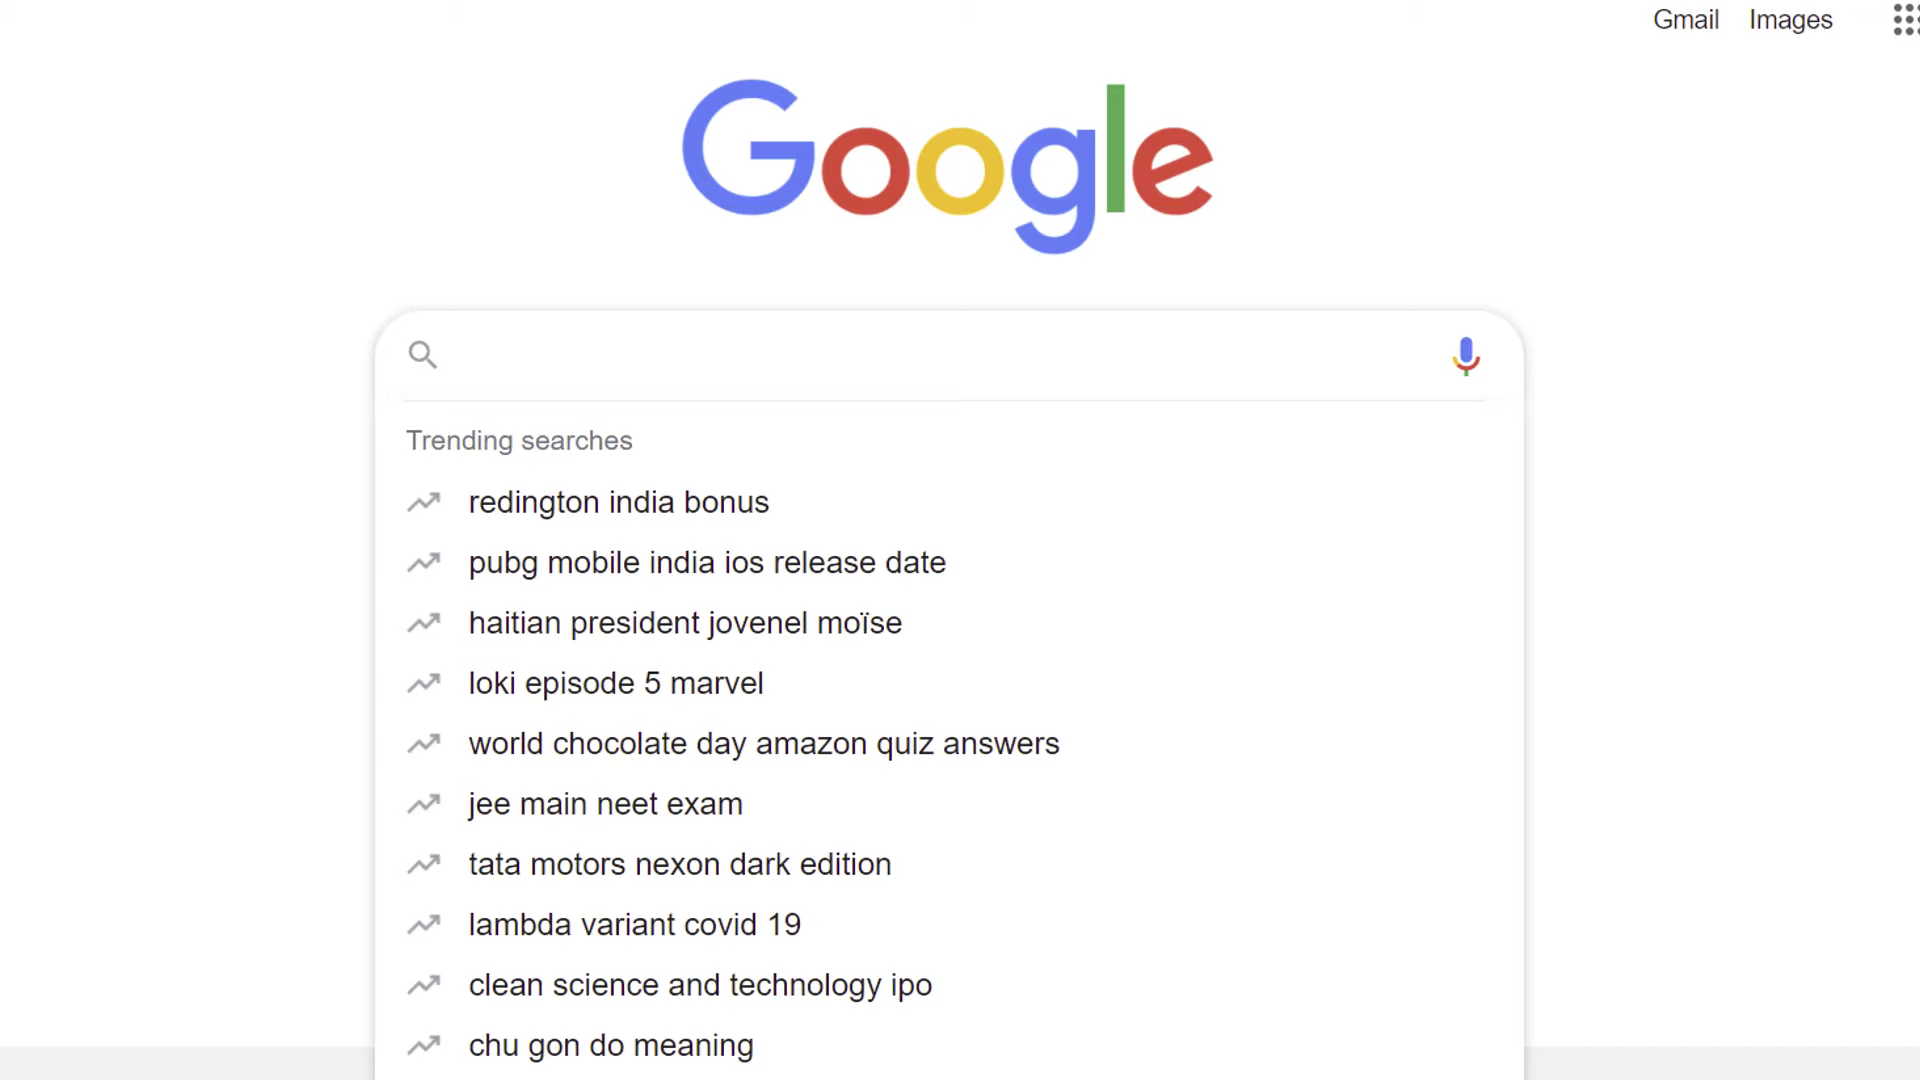 Gmail Images
Google
Trending searches
redington india bonus
pubg mobile india ios release date
haitian president jovenel moïse
loki episode 5 marvel
world chocolate day amazon quiz answers
jee main neet exam
tata motors nexon dark edition
lambda variant covid 19
clean science and technology ipo
chu gon do meaning